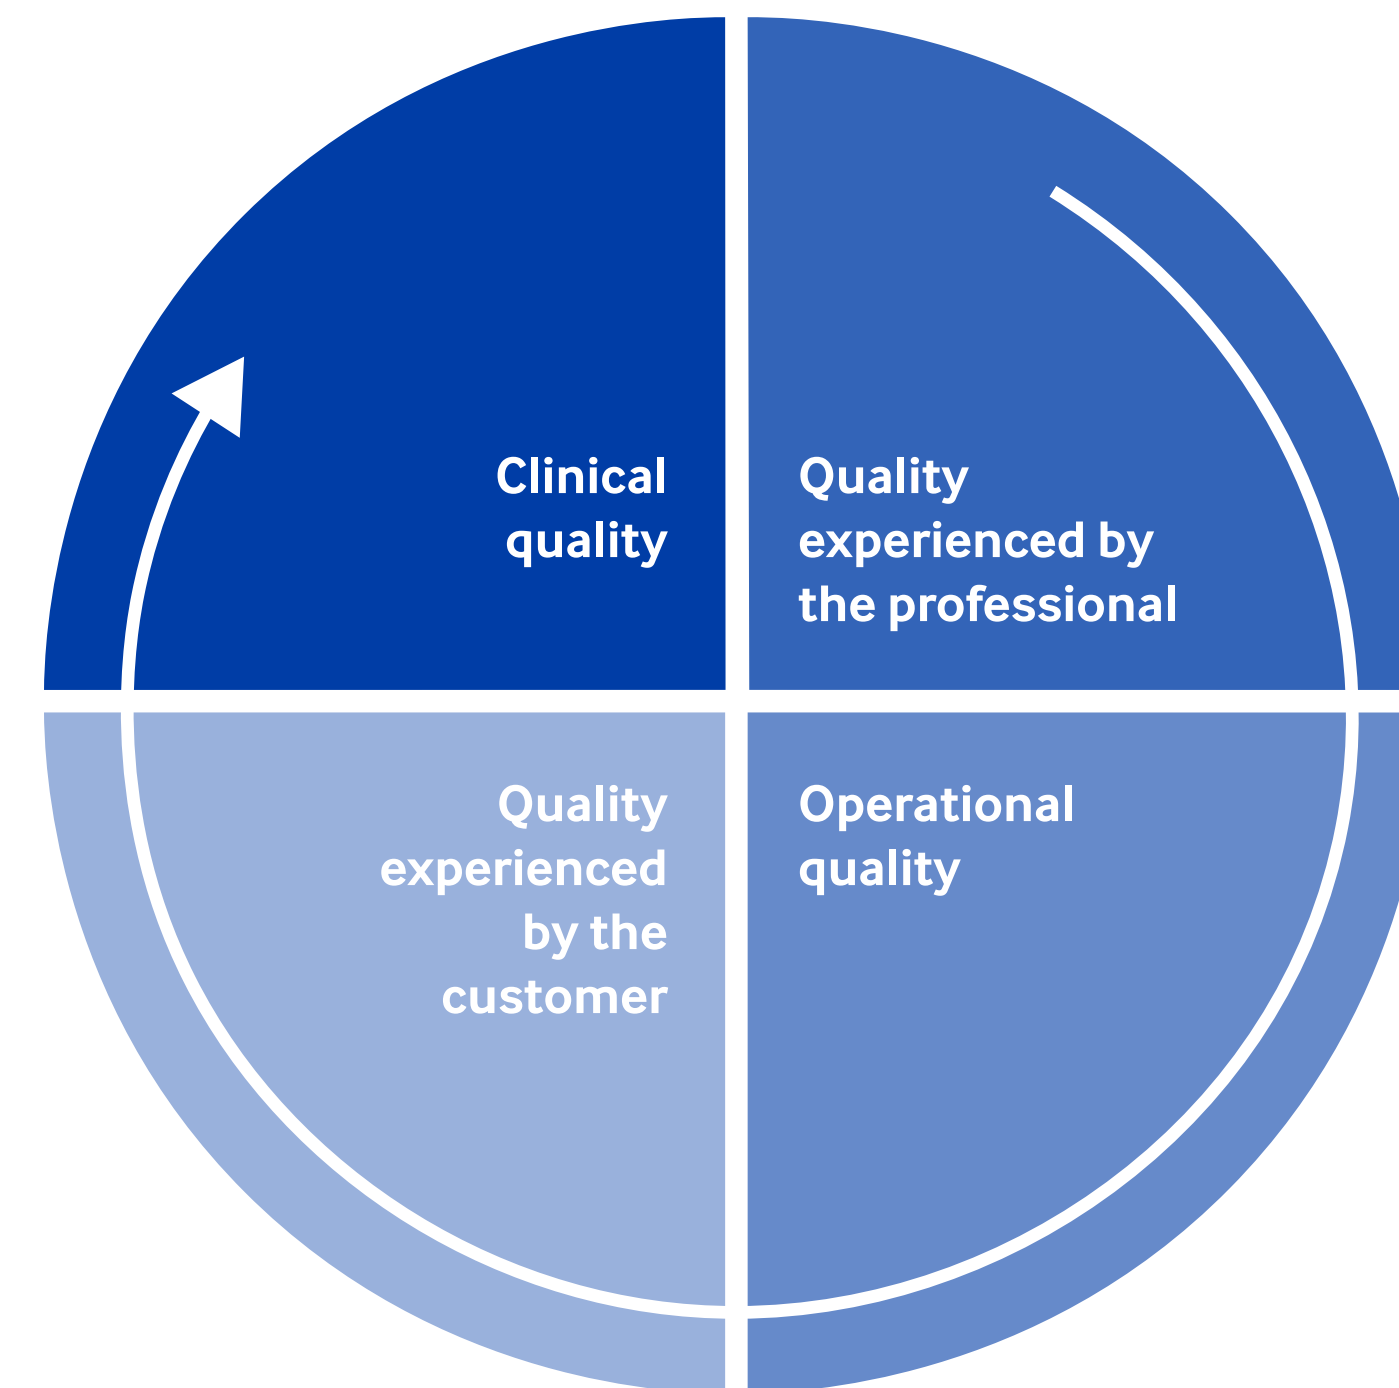 Clinical
quality
Quality
experienced by
the professional
Quality
experienced
by the
customer
Operational
quality